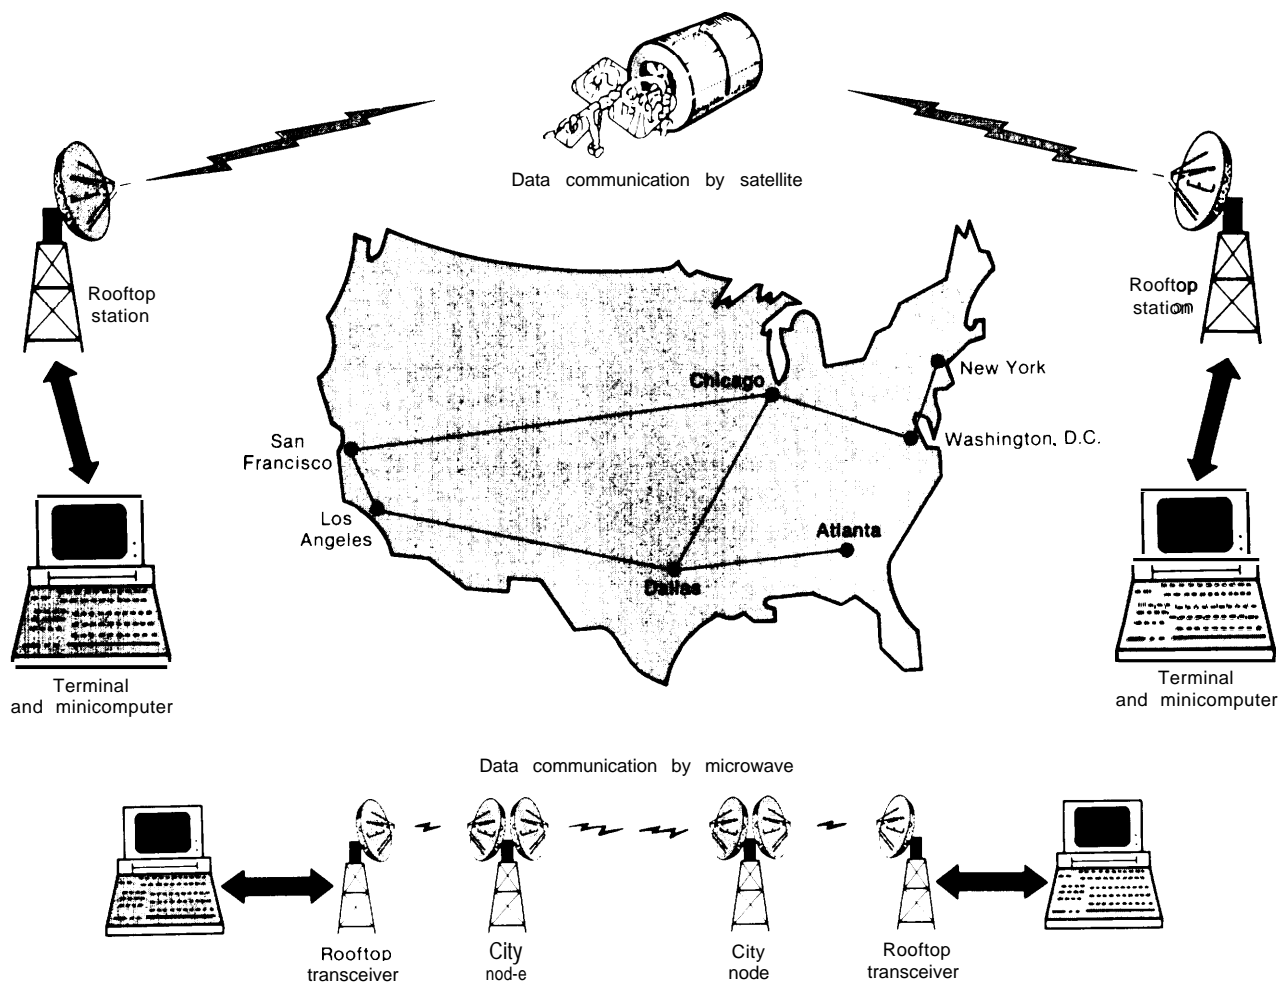 Data communication by satellite
Rooftop
station
Rooftop
station
Chicago
New York
San
Francisco
Washington, D.C.
Los
Angeles
Atlanta
Dallas
Terminal
and minicomputer
Terminal
and minicomputer
Data communication by microwave
Rooftop
transceiver
City
nod-e
City
node
Rooftop
transceiver